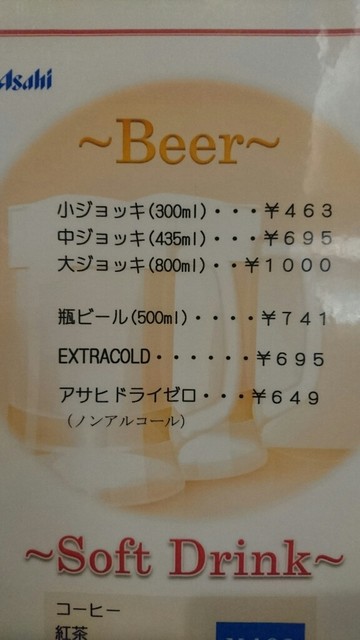 Asahi
~Beer~
小ジョッキ(300ml)・・・￥４６３
中ジョッキ(435ml)・・・￥６９５
大ジョッキ(800ml)・・￥１０００
瓶ビール(500ml)・・・・￥７４１
EXTRACOLD・・・・・・￥６９５
アサヒドライゼロ・・・￥６４９
（ノンアルコール）
~Soft Drink~
コーヒー
紅茶